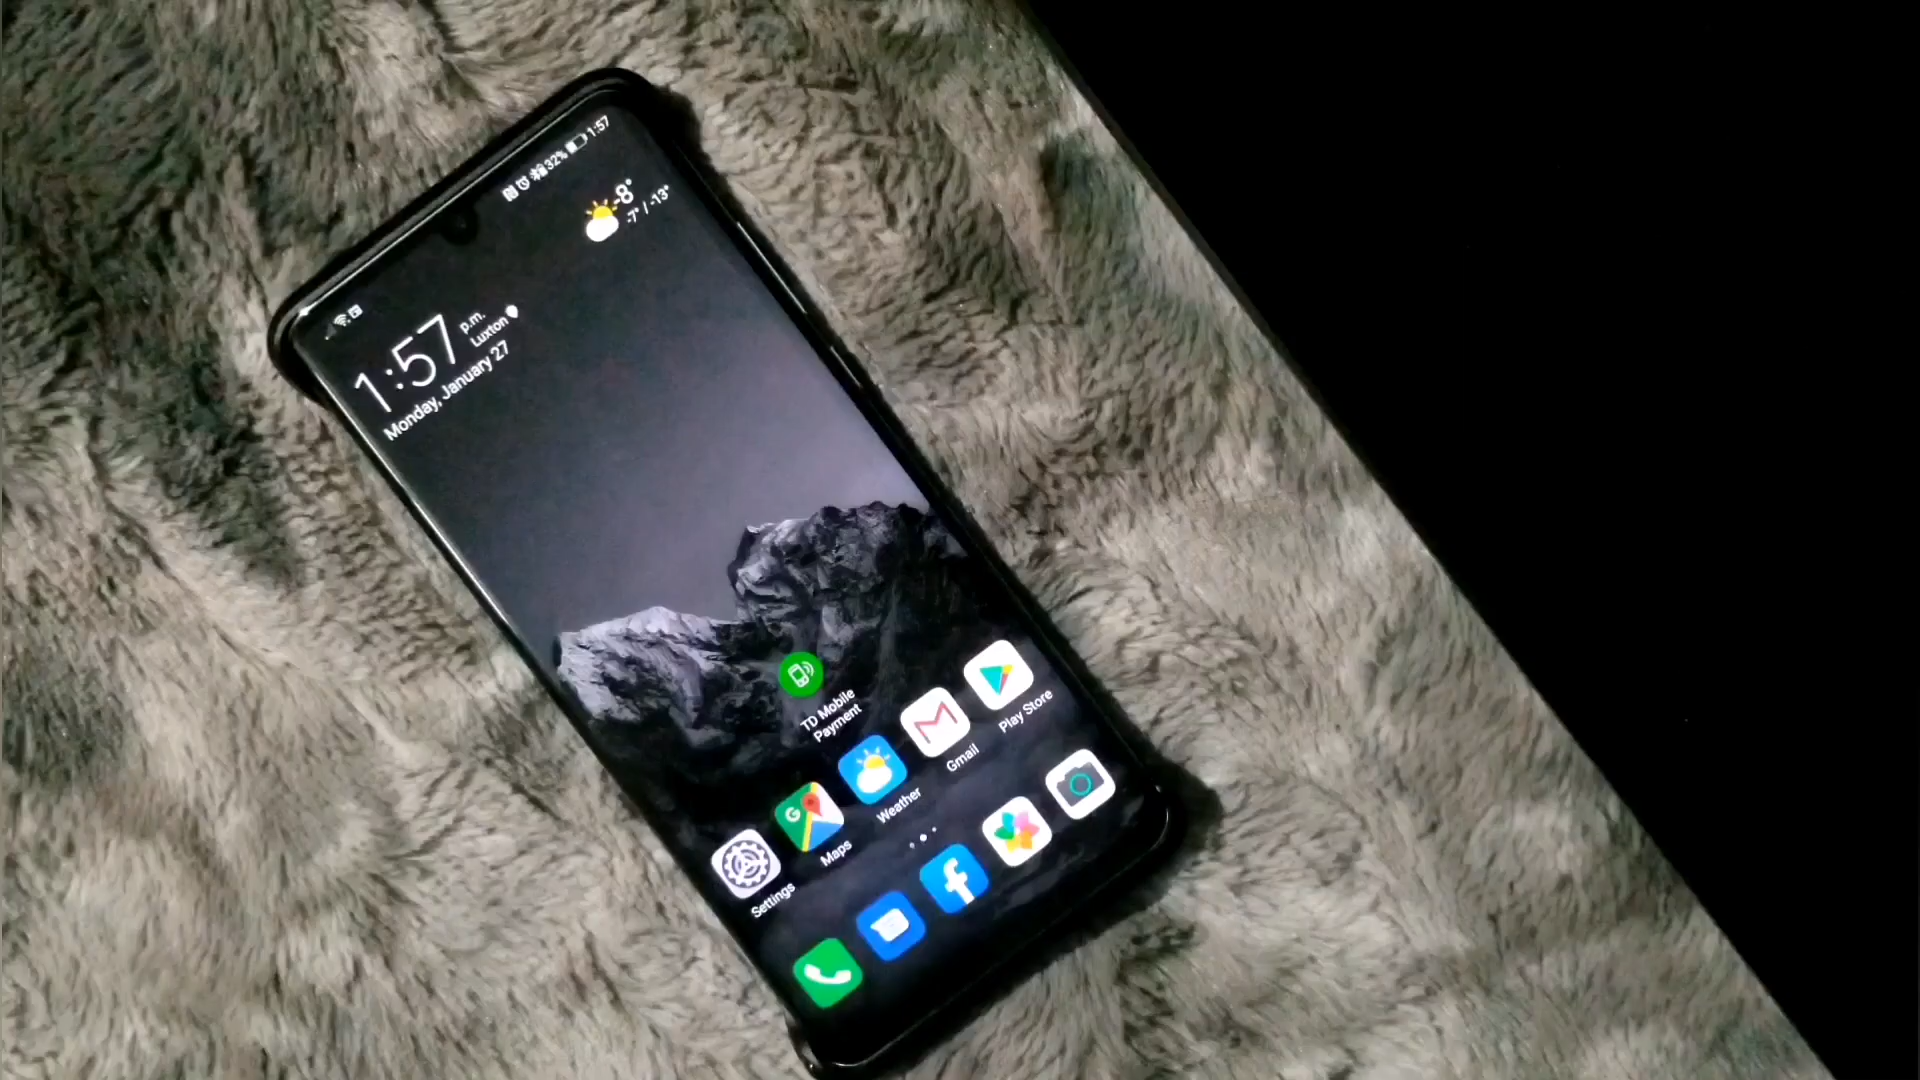 32% 1:57
-8°
-7° / -13°
1:57 p.m.
Luxton
Monday, January 27
TD Mobile
Payment
Settings
G
Maps
Weather
Gmail
Play Store